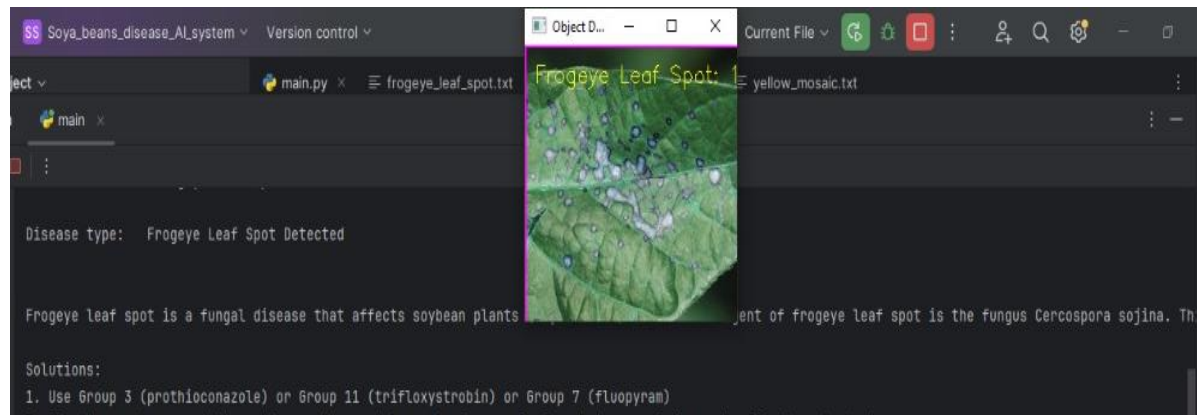 SS Soya_beans_disease_AI_system Version control
Object D...
Current File
ject
main.py
frogeye_leaf_spot.txt
yellow_mosaic.txt
main
Frogeye Leaf Spot: 1
Disease type: Frogeye Leaf Spot Detected
Frogeye leaf spot is a fungal disease that affects soybean plants
ent of frogeye leaf spot is the fungus Cercospora sojina. Th
Solutions:
1. Use Group 3 (prothioconazole) or Group 11 (trifloxystrobin) or Group 7 (fluopyram)